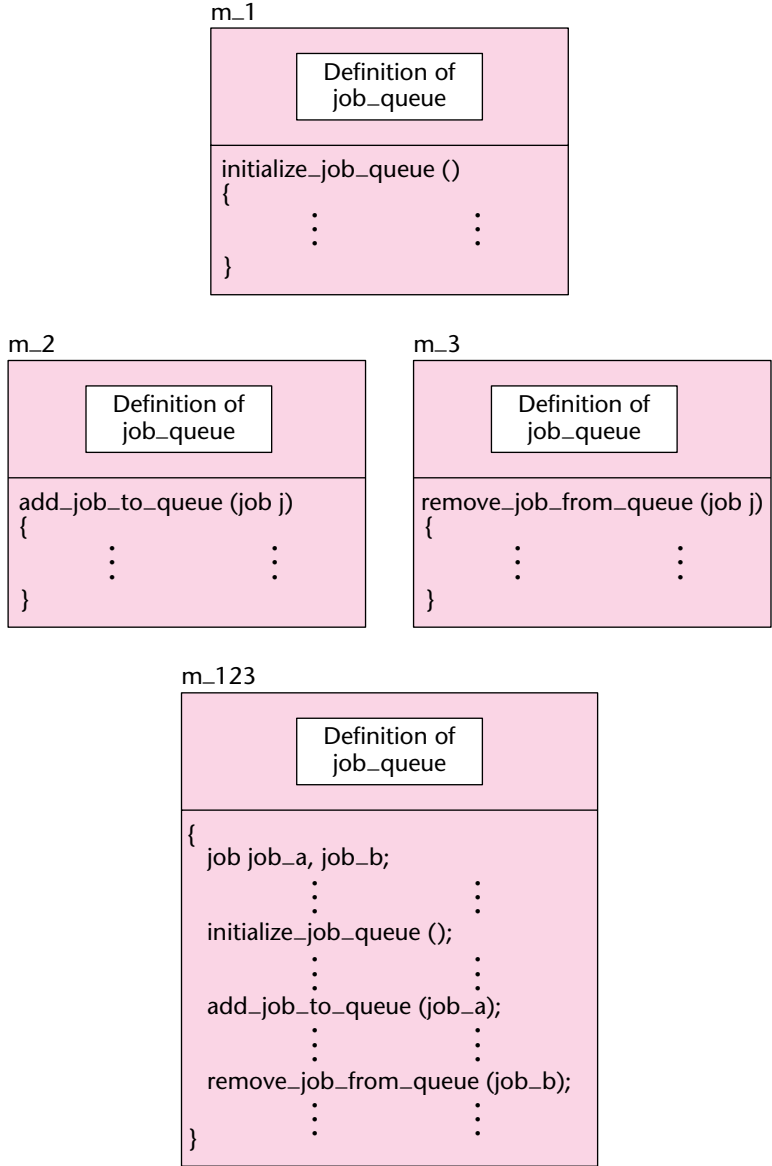 m_1
Definition of
job_queue
initialize_job_queue ()
{
}
m_2
Definition of
job_queue
add_job_to_queue (job j)
{
}
m_3
Definition of
job_queue
remove_job_from_queue (job j)
{
}
m_123
Definition of
job_queue
{
job job_a, job_b;
initialize_job_queue ();
add_job_to_queue (job_a);
remove_job_from_queue (job_b);
}